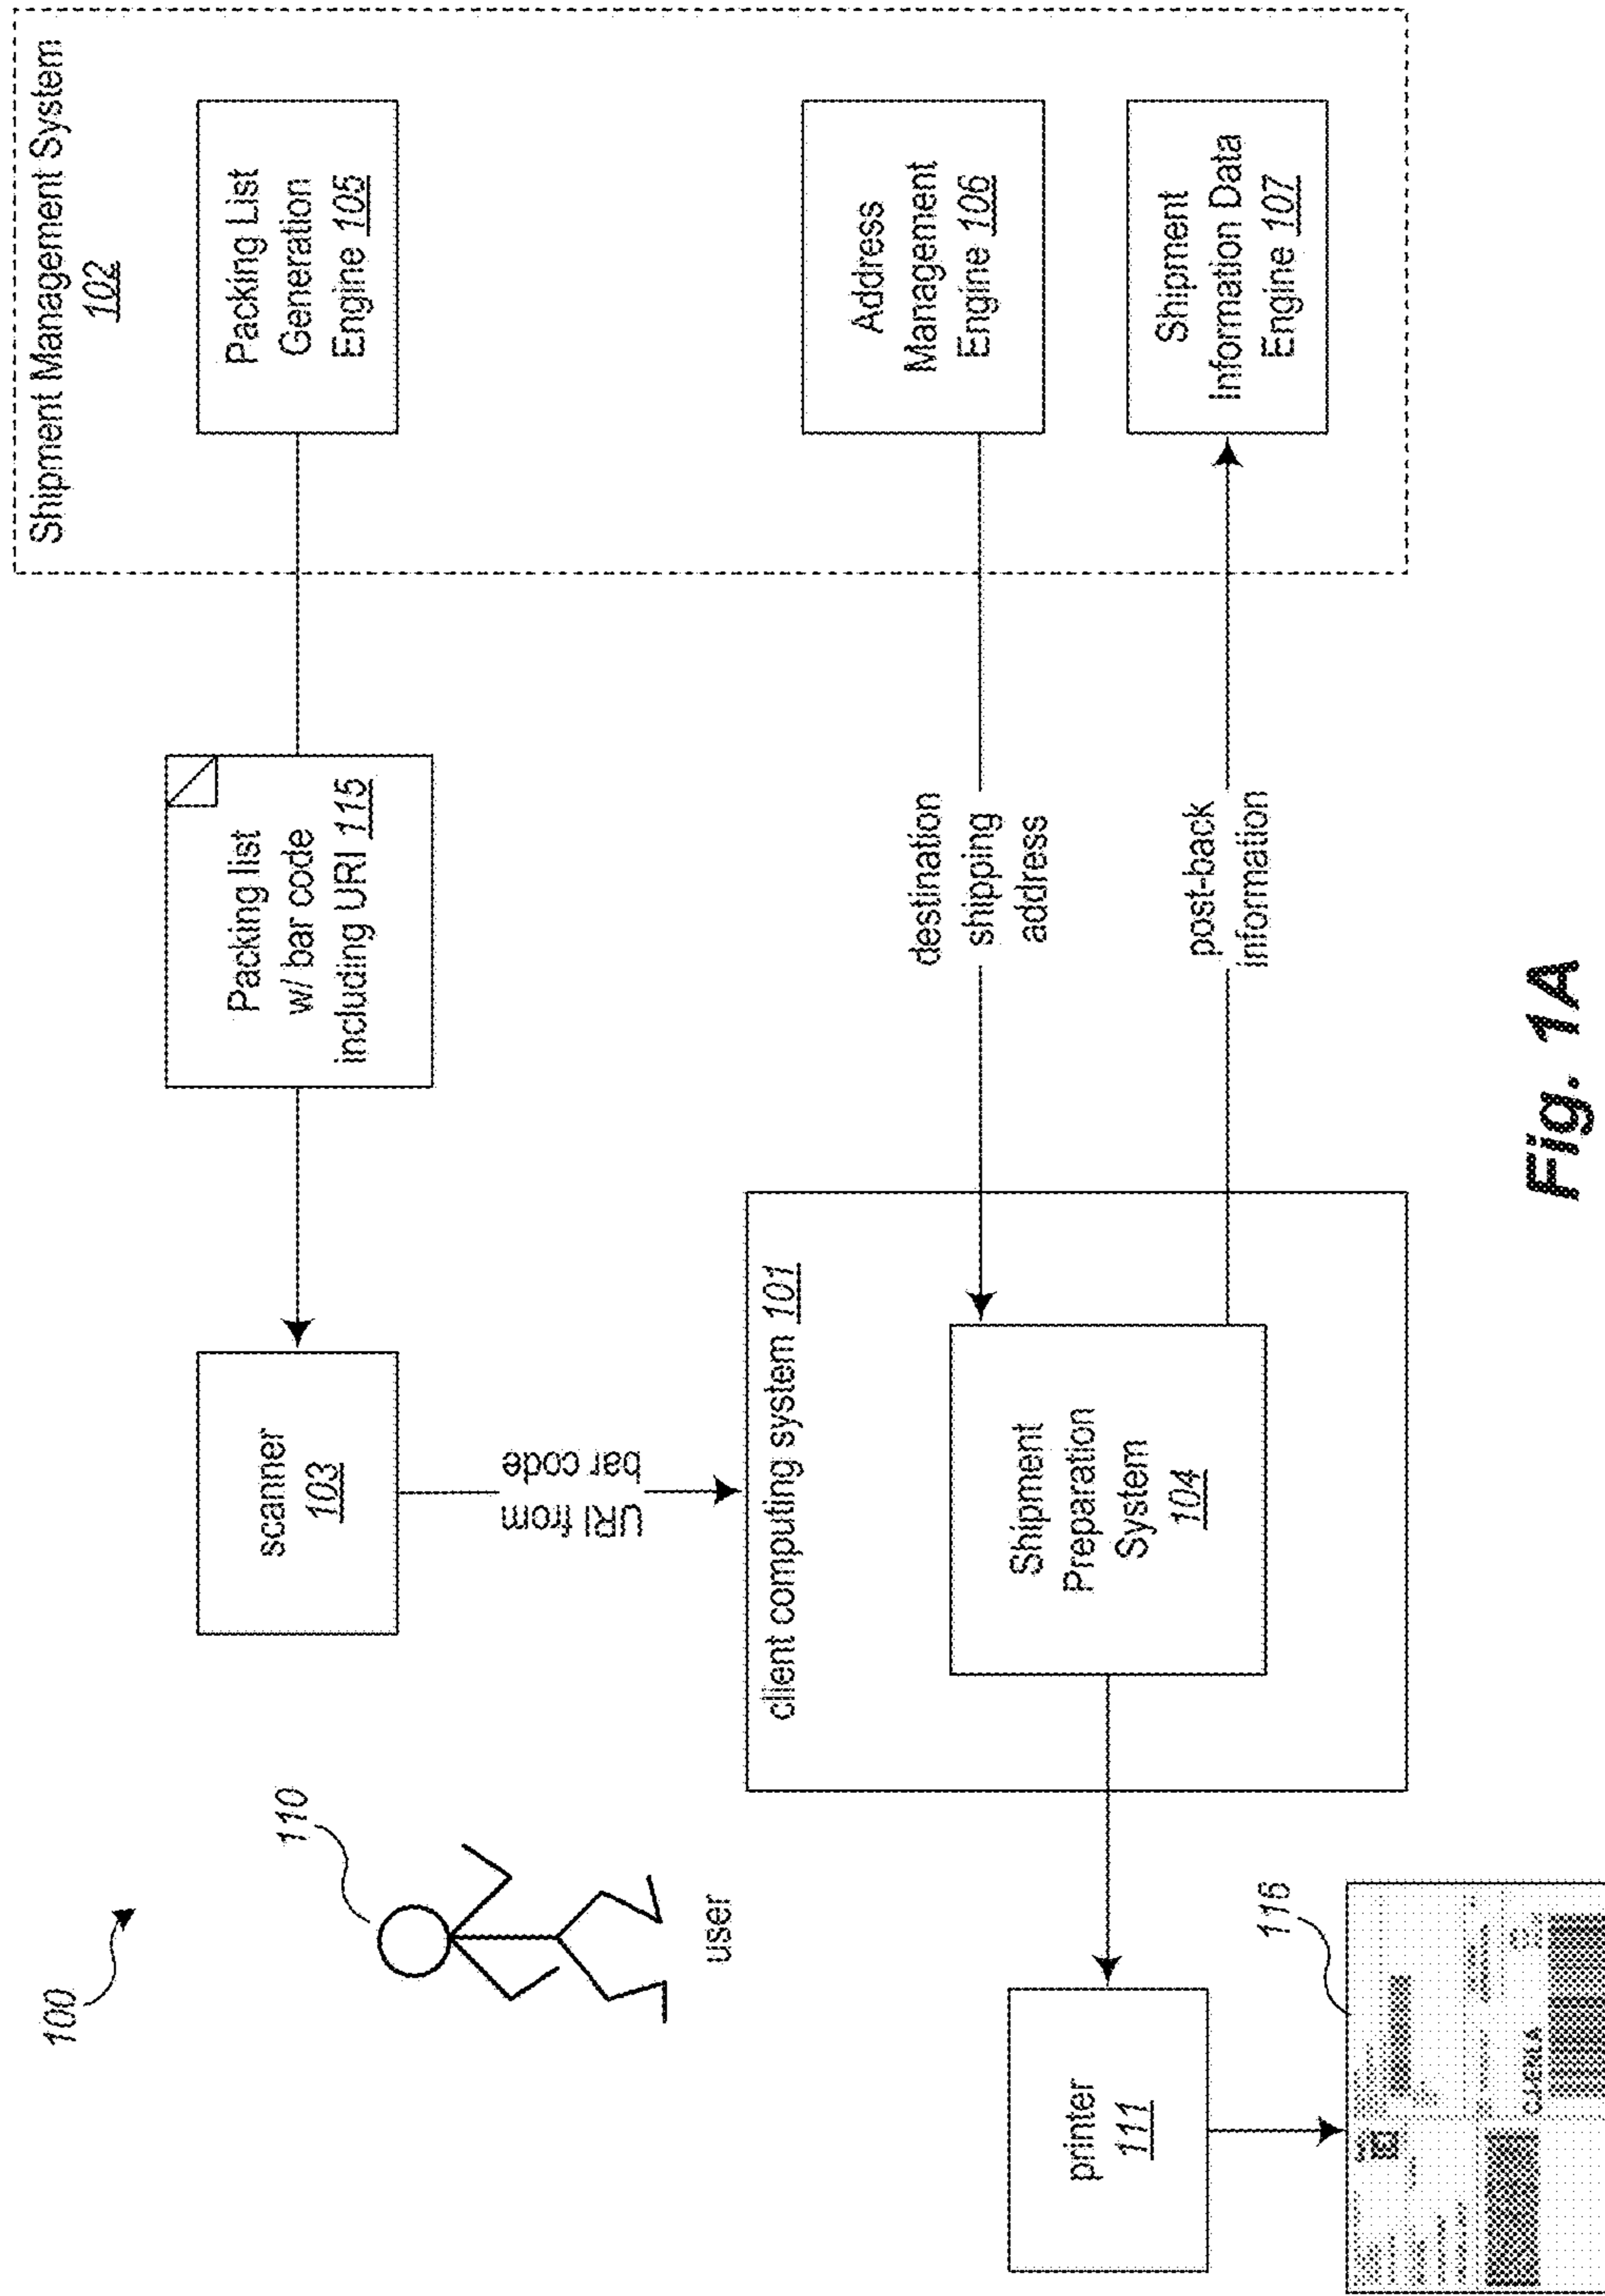 100
110
user
Shipment Management System
102
Packing List
Generation
Engine 105
Packing list
w/ bar code
including URI 115
scanner
103
URI from
bar code
client computing system 101
Shipment
Preparation
System
104
destination
shipping
address
Address
Management
Engine 106
post-back
information
Shipment
Information Data
Engine 107
printer
111
116
Fig. 1A